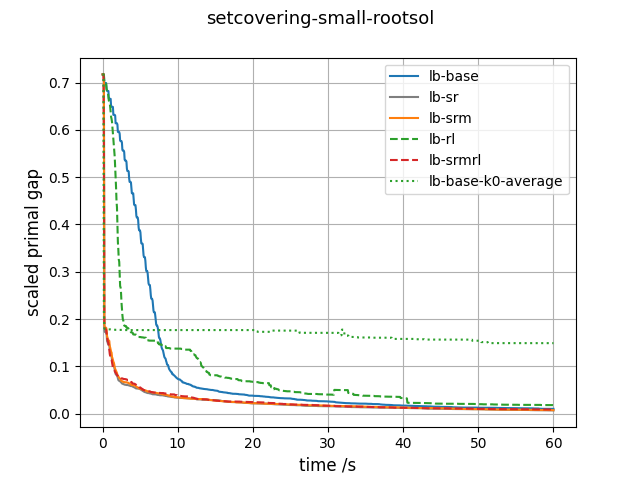 setcovering-small-rootsol
scaled primal gap
0.7
0.6
0.5
0.4
0.3
0.2
0.1
0.0
lb-base
lb-sr
lb-srm
lb-rl
lb-srmrl
lb-base-k0-average
0 10 20 30 40 50 60
time /s